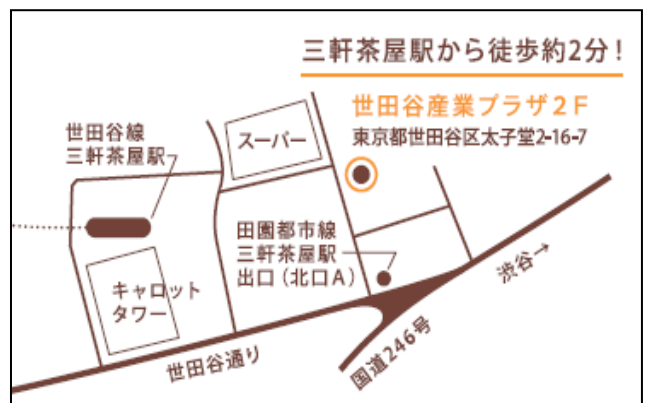 三軒茶屋駅から徒歩約2分！
世田谷産業プラザ2F
東京都世田谷区太子堂2-16-7
世田谷線
三軒茶屋駅
スーパー
田園都市線
三軒茶屋駅
出口（北口A）
キャロット
タワー
渋谷→
世田谷通り
国道246号